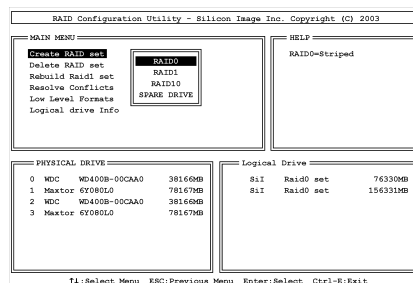 RAID Configuration Utility - Silicon Image Inc. Copyright (C) 2003
MAIN MENU
Create RAID set
Delete RAID set
Rebuild Raid1 set
Resolve Conflicts
Low Level Formats
Logical drive Info
RAID0
RAID1
RAID10
SPARE DRIVE
HELP
RAID0=Striped
PHYSICAL DRIVE
0 WDC WD400B-00CAA0 38166MB
1 Maxtor 6Y080L0 78167MB
2 WDC WD400B-00CAA0 38166MB
3 Maxtor 6Y080L0 78167MB
Logical Drive
SiI Raid0 set 76330MB
SiI Raid0 set 156331MB
↑↓:Select Menu ESC:Previous Menu Enter:Select Ctrl-E:Exit